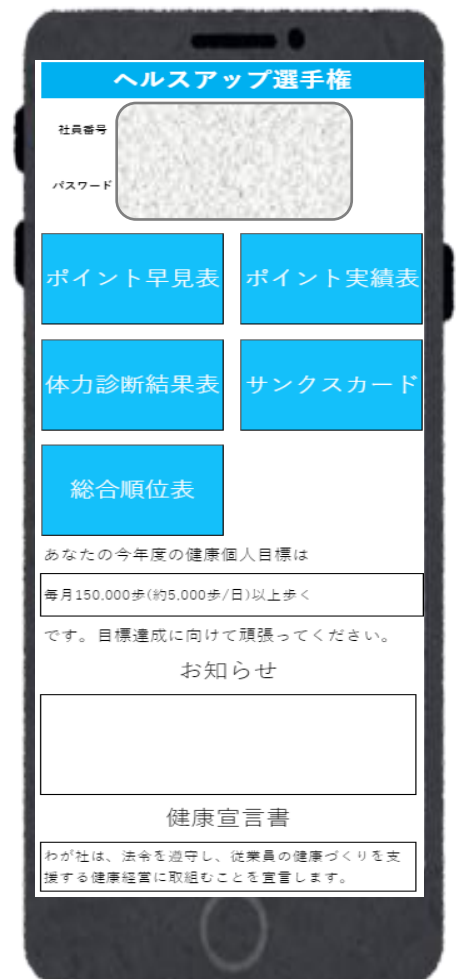 ヘルスアップ選手権
社員番号
パスワード
ポイント早見表 ポイント実績表
体力診断結果表 サンクスカード
総合順位表
あなたの今年度の健康個人目標は
毎月150,000歩(約5,000歩/日)以上歩く
です。目標達成に向けて頑張ってください。
お知らせ
健康宣言書
わが社は、法令を遵守し、従業員の健康づくりを支
援する健康経営に取組むことを宣言します。